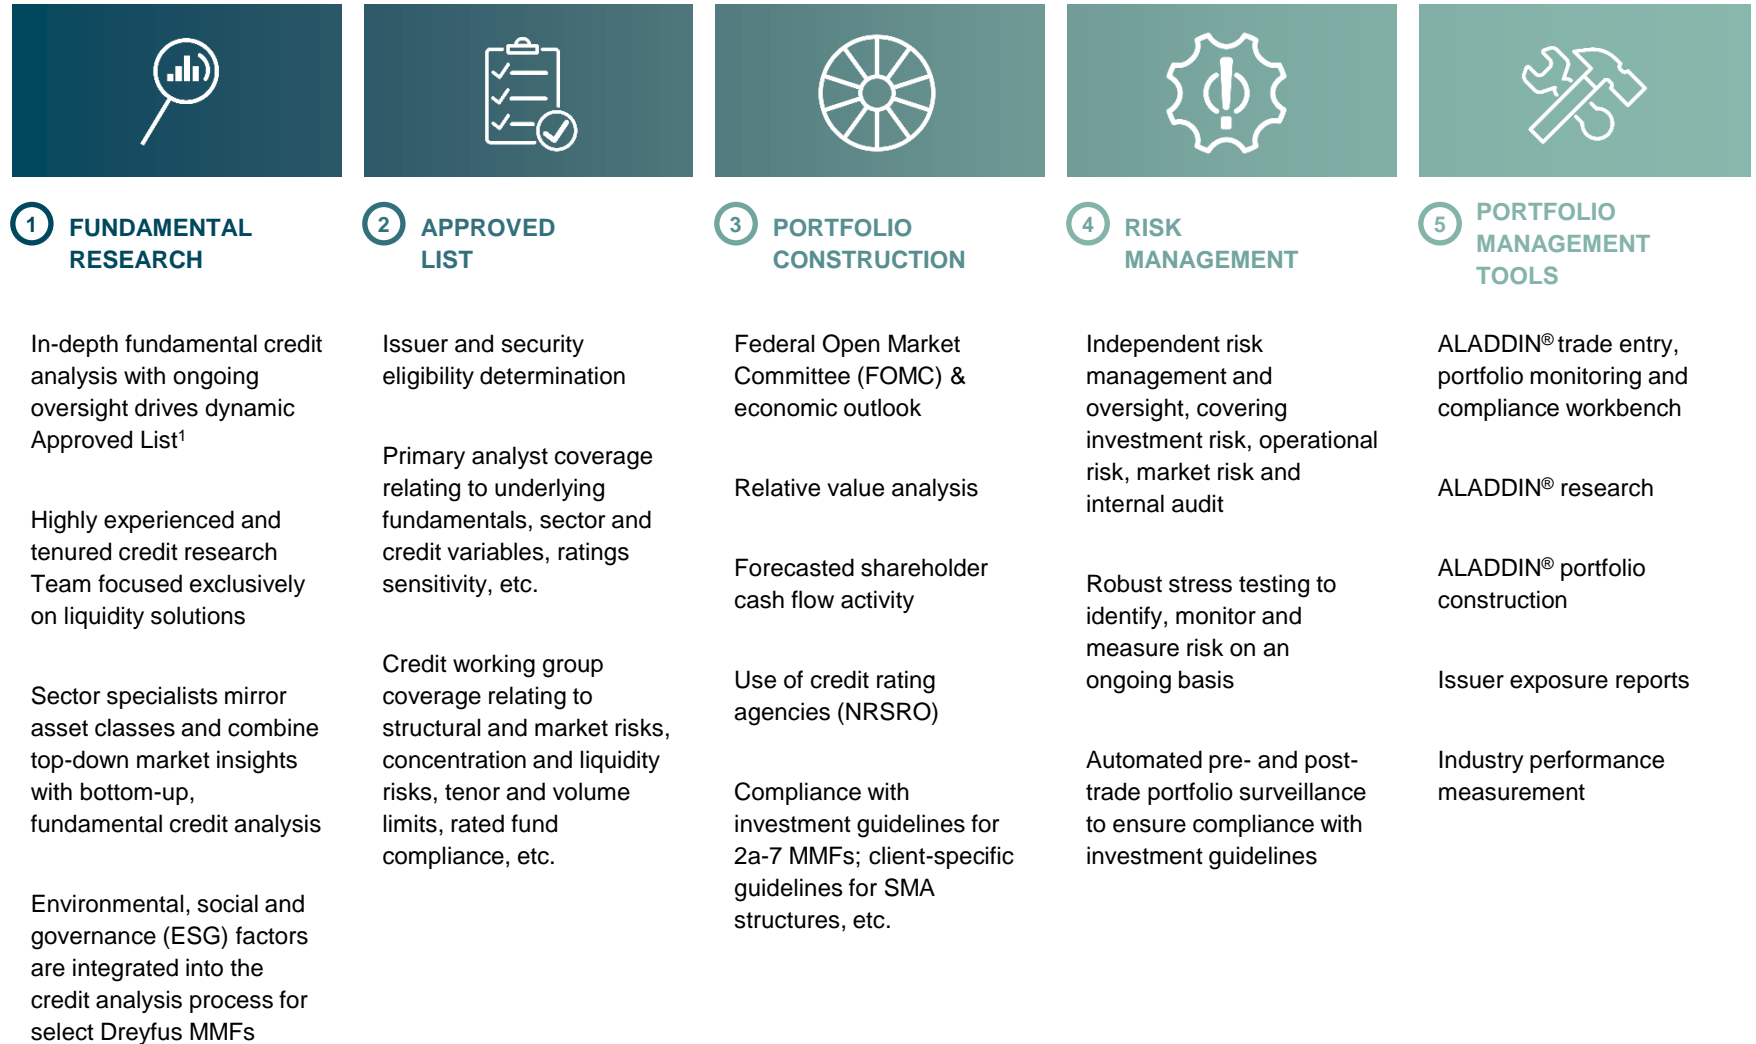 1
FUNDAMENTAL
RESEARCH
In-depth fundamental credit
analysis with ongoing
oversight drives dynamic
Approved List¹
Highly experienced and
tenured credit research
Team focused exclusively
on liquidity solutions
Sector specialists mirror
asset classes and combine
top-down market insights
with bottom-up,
fundamental credit analysis
Environmental, social and
governance (ESG) factors
are integrated into the
credit analysis process for
select Dreyfus MMFs
2
APPROVED
LIST
Issuer and security
eligibility determination
Primary analyst coverage
relating to underlying
fundamentals, sector and
credit variables, ratings
sensitivity, etc.
Credit working group
coverage relating to
structural and market risks,
concentration and liquidity
risks, tenor and volume
limits, rated fund
compliance, etc.
3
PORTFOLIO
CONSTRUCTION
Federal Open Market
Committee (FOMC) &
economic outlook
Relative value analysis
Forecasted shareholder
cash flow activity
Use of credit rating
agencies (NRSRO)
Compliance with
investment guidelines for
2a-7 MMFs; client-specific
guidelines for SMA
structures, etc.
4
RISK
MANAGEMENT
Independent risk
management and
oversight, covering
investment risk, operational
risk, market risk and
internal audit
Robust stress testing to
identify, monitor and
measure risk on an
ongoing basis
Automated pre- and post-
trade portfolio surveillance
to ensure compliance with
investment guidelines
5
PORTFOLIO
MANAGEMENT
TOOLS
ALADDIN® trade entry,
portfolio monitoring and
compliance workbench
ALADDIN® research
ALADDIN® portfolio
construction
Issuer exposure reports
Industry performance
measurement